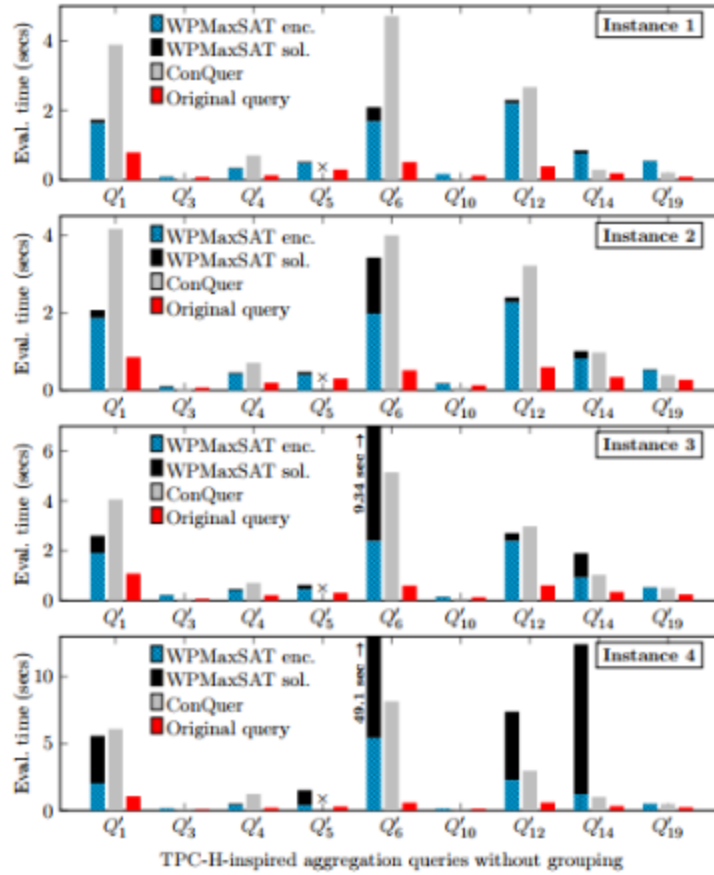 Eval. time (secs)
4
2
0
WPMaxSAT enc.
WPMaxSAT sol.
ConQuer
Original query
Instance 1
Q′1 Q′3 Q′4 Q′5 Q′6 Q′10 Q′12 Q′14 Q′19
Eval. time (secs)
4
2
0
WPMaxSAT enc.
WPMaxSAT sol.
ConQuer
Original query
Instance 2
Q′1 Q′3 Q′4 Q′5 Q′6 Q′10 Q′12 Q′14 Q′19
Eval. time (secs)
6
4
2
0
WPMaxSAT enc.
WPMaxSAT sol.
ConQuer
Original query
9.34 sec →
Instance 3
Q′1 Q′3 Q′4 Q′5 Q′6 Q′10 Q′12 Q′14 Q′19
Eval. time (secs)
10
5
0
WPMaxSAT enc.
WPMaxSAT sol.
ConQuer
Original query
49.1 sec →
Instance 4
Q′1 Q′3 Q′4 Q′5 Q′6 Q′10 Q′12 Q′14 Q′19
TPC-H-inspired aggregation queries without grouping